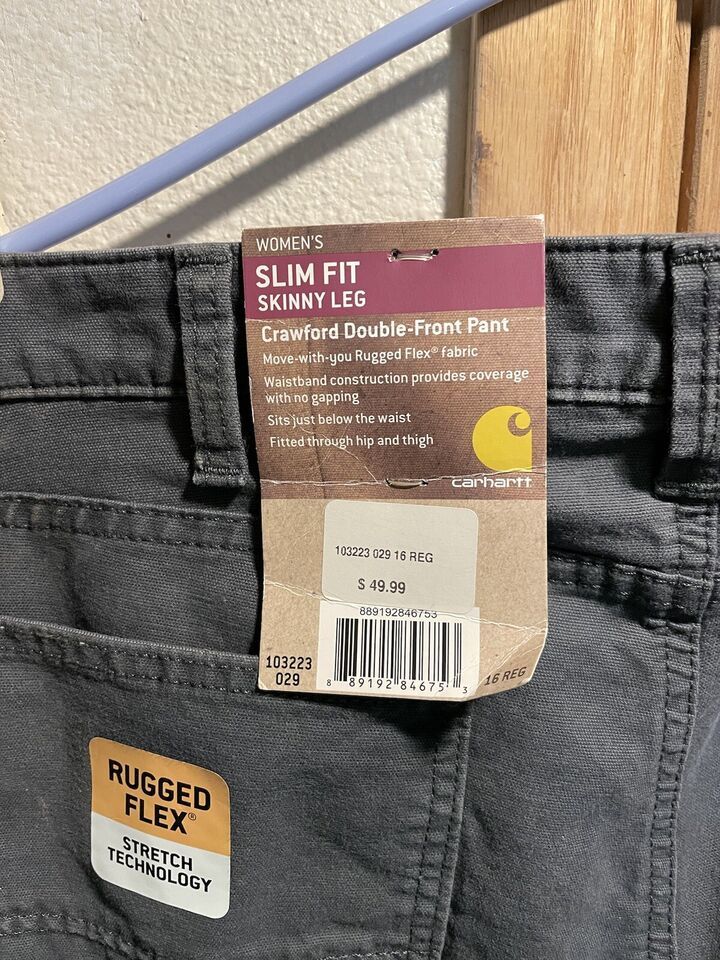 WOMEN'S
SLIM FIT
SKINNY LEG
Crawford Double-Front Pant
Move-with-you Rugged Flex® fabric
Waistband construction provides coverage
with no gapping
Sits just below the waist
Fitted through hip and thigh
carhartt
103223 029 16 REG
$ 49.99
889192846753
103223
029
8 89192 84675 3
16 REG
RUGGED
FLEX®
STRETCH
TECHNOLOGY